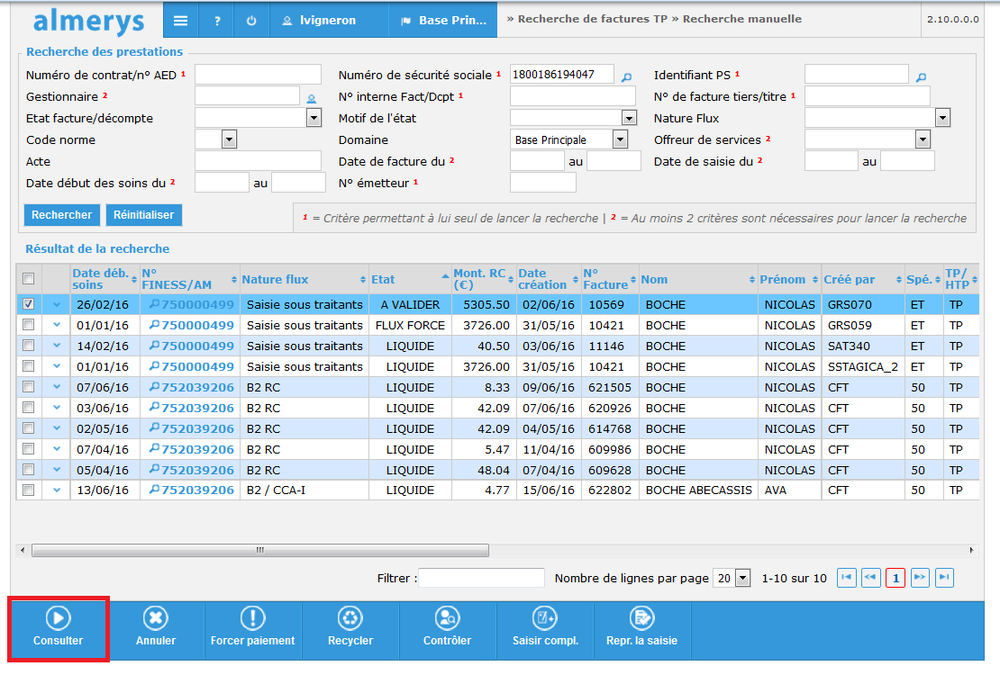 almerys ? lvigneron Base Prin... » Recherche de factures TP » Recherche manuelle 2.10.0.0.0
Recherche des prestations
Numéro de contrat/n° AED 1 Numéro de sécurité sociale 1 1800186194047 Identifiant PS 1
Gestionnaire 2 N° interne Fact/Dcpt 1 N° de facture tiers/titre 1
Etat facture/décompte Motif de l'état Nature Flux
Code norme Domaine Base Principale Offreur de services 2
Acte Date de facture du 2 au Date de saisie du 2 au
Date début des soins du 2 au N° émetteur 1
Rechercher Réinitialiser 1 = Critère permettant à lui seul de lancer la recherche | 2 = Au moins 2 critères sont nécessaires pour lancer la recherche
Résultat de la recherche
Date déb. soins N° FINESS/AM Nature flux Etat Mont. RC (€) Date création N° Facture Nom Prénom Créé par Spé. TP/ HTP
26/02/16 750000499 Saisie sous traitants A VALIDER 5305.50 02/06/16 10569 BOCHE NICOLAS GRS070 ET TP
01/01/16 750000499 Saisie sous traitants FLUX FORCE 3726.00 31/05/16 10421 BOCHE NICOLAS GRS059 ET TP
14/02/16 750000499 Saisie sous traitants LIQUIDE 40.50 03/06/16 11146 BOCHE NICOLAS SAT340 ET TP
01/01/16 750000499 Saisie sous traitants LIQUIDE 3726.00 31/05/16 10421 BOCHE NICOLAS SSTAGICA_2 ET TP
07/06/16 752039206 B2 RC LIQUIDE 8.33 09/06/16 621505 BOCHE NICOLAS CFT 50 TP
03/06/16 752039206 B2 RC LIQUIDE 42.09 07/06/16 620926 BOCHE NICOLAS CFT 50 TP
02/05/16 752039206 B2 RC LIQUIDE 42.09 04/05/16 614768 BOCHE NICOLAS CFT 50 TP
07/04/16 752039206 B2 RC LIQUIDE 5.47 11/04/16 609986 BOCHE NICOLAS CFT 50 TP
05/04/16 752039206 B2 RC LIQUIDE 48.04 07/04/16 609628 BOCHE NICOLAS CFT 50 TP
13/06/16 752039206 B2 / CCA-I LIQUIDE 4.77 15/06/16 622802 BOCHE ABECASSIS AVA CFT 50 TP
Filtrer : Nombre de lignes par page 20 1-10 sur 10 1
Consulter Annuler Forcer paiement Recycler Contrôler Saisir compl. Repr. la saisie